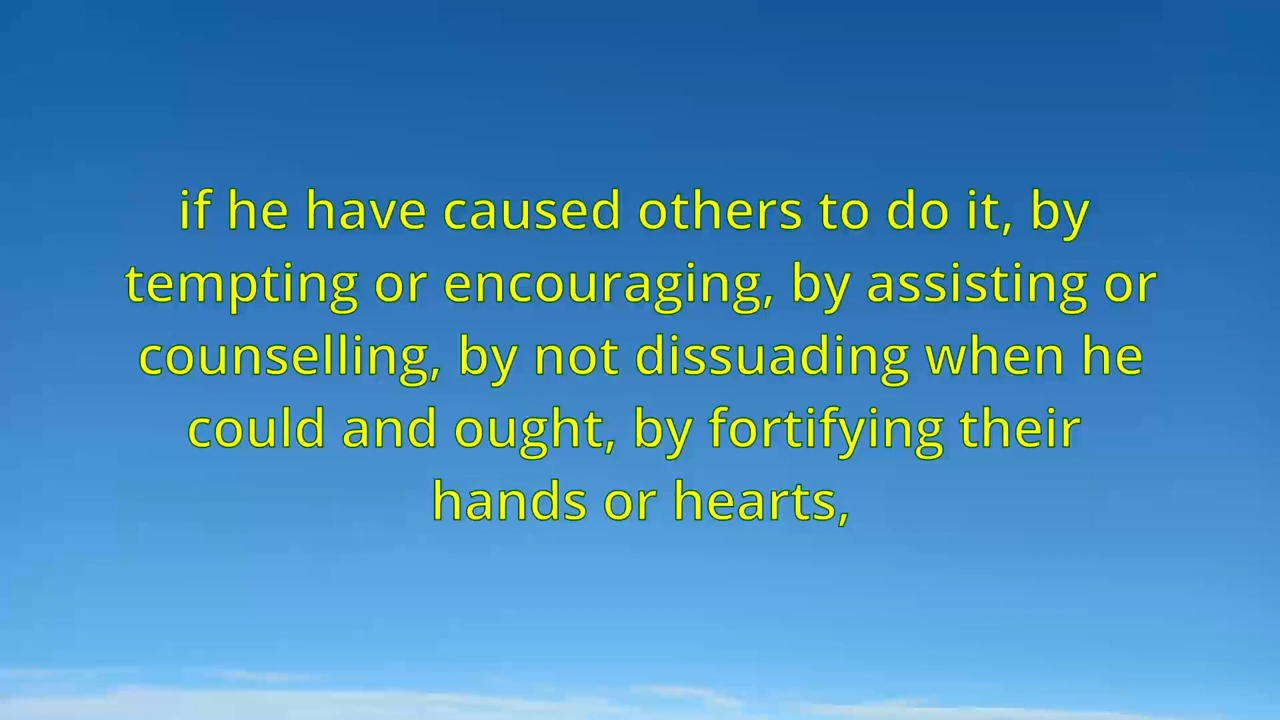 if he have caused others to do it, by
tempting or encouraging, by assisting or
counselling, by not dissuading when he
could and ought, by fortifying their
hands or hearts,